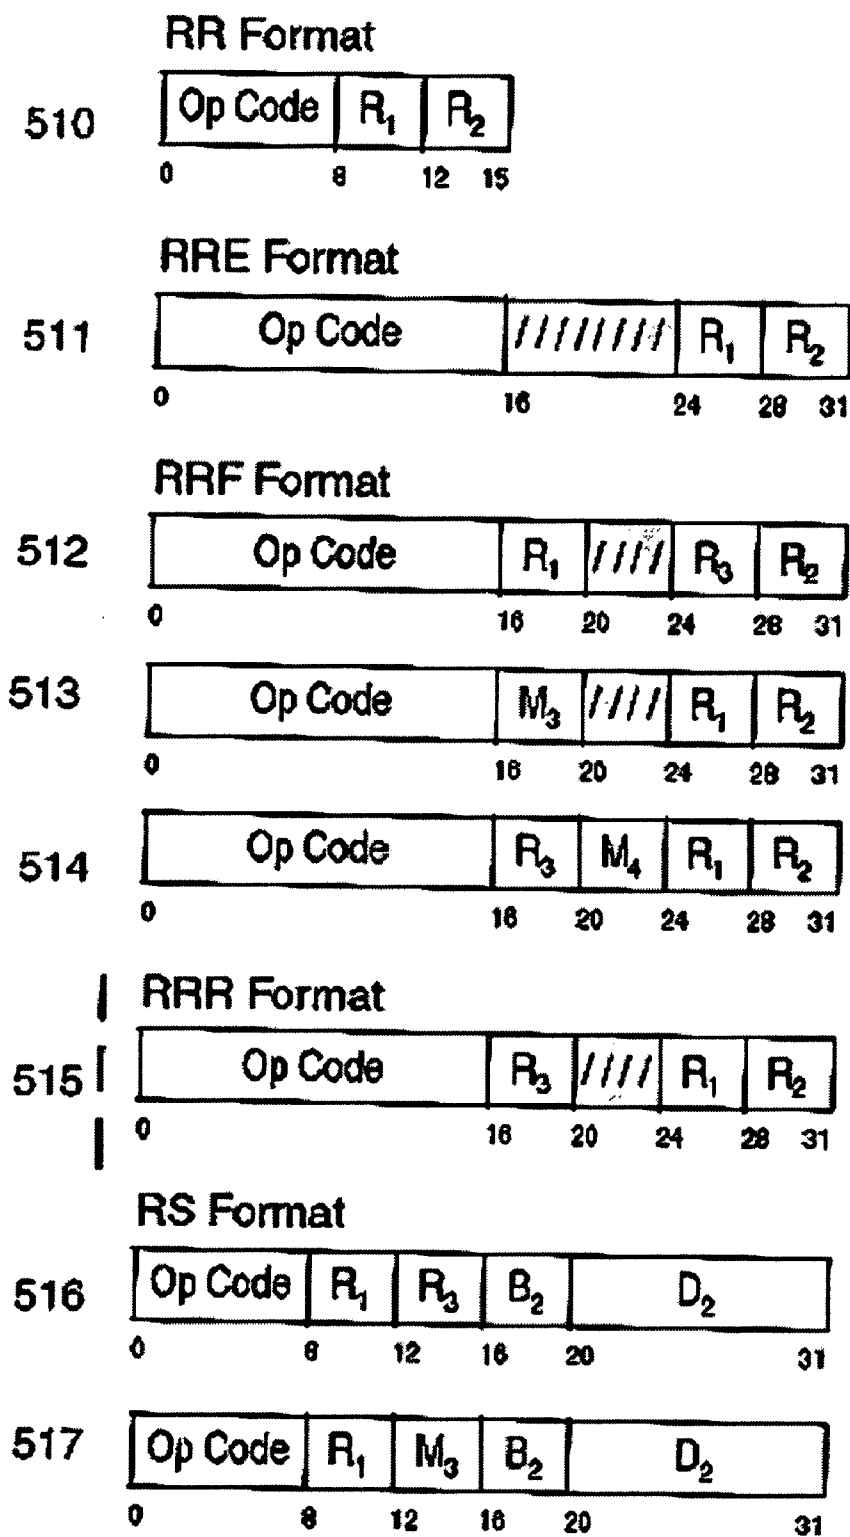 RR Format
510 Op Code R₁ R₂
0 8 12 15
RRE Format
511 Op Code //////// R₁ R₂
0 16 24 28 31
RRF Format
512 Op Code R₁ //// R₃ R₂
0 16 20 24 28 31
513 Op Code M₃ //// R₁ R₂
0 16 20 24 28 31
514 Op Code R₃ M₄ R₁ R₂
0 16 20 24 28 31
RRR Format
515 Op Code R₃ //// R₁ R₂
0 16 20 24 28 31
RS Format
516 Op Code R₁ R₃ B₂ D₂
0 8 12 16 20 31
517 Op Code R₁ M₃ B₂ D₂
0 8 12 16 20 31